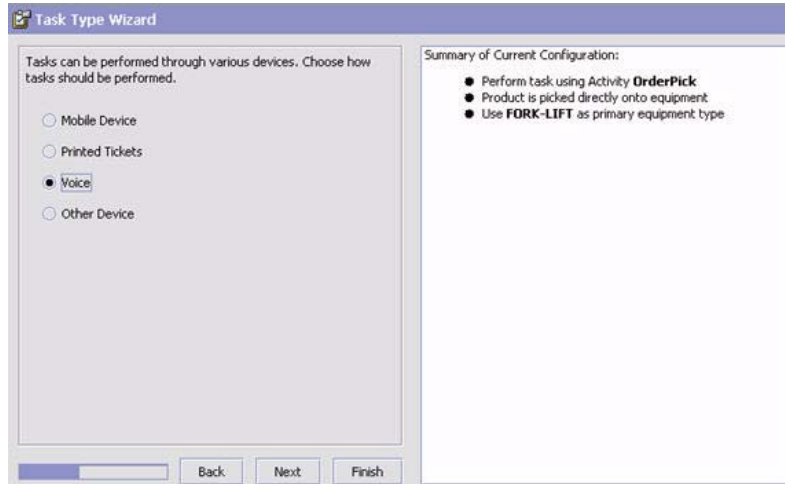 Task Type Wizard
Tasks can be performed through various devices. Choose how
tasks should be performed.
Mobile Device
Printed Tickets
Voice
Other Device
Back Next Finish
Summary of Current Configuration:
Perform task using Activity OrderPick
Product is picked directly onto equipment
Use FORK-LIFT as primary equipment type